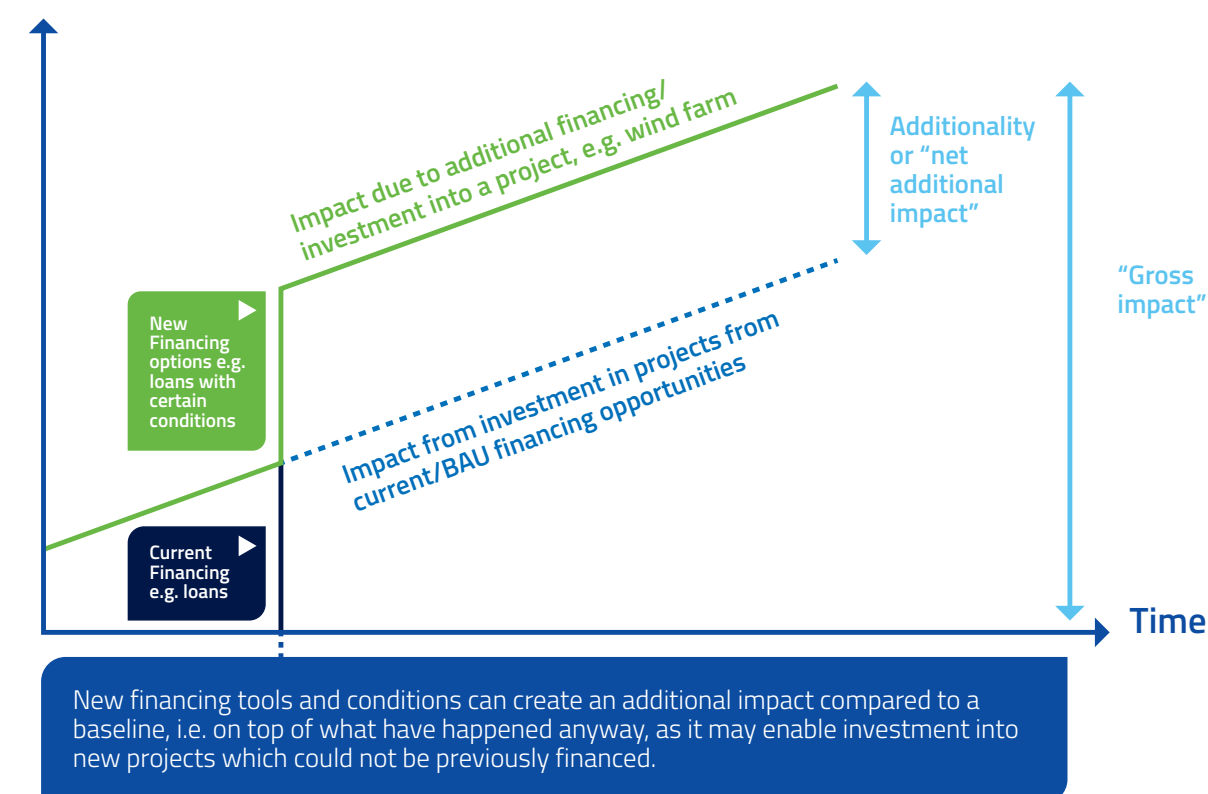 Impact due to additional financing/
investment into a project, e.g. wind farm
Additionality
or “net
additional
impact”
“Gross
impact”
New
Financing
options e.g.
loans with
certain
conditions
Impact from investment in projects from
current/BAU financing opportunities
Current
Financing
e.g. loans
Time
New financing tools and conditions can create an additional impact compared to a
baseline, i.e. on top of what have happened anyway, as it may enable investment into
new projects which could not be previously financed.